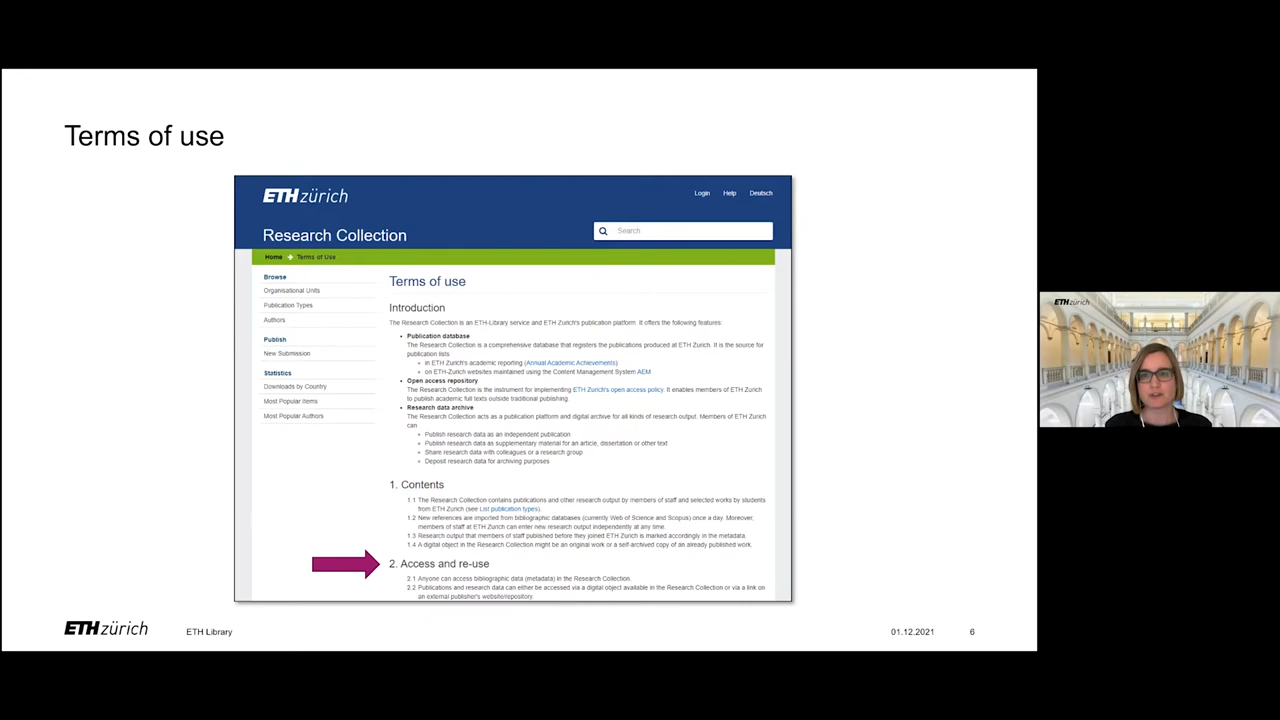 Terms of use
ETH zürich
Login Help Deutsch
Research Collection
Search
Home Terms of Use
Browse
Organisational Units
Publication Types
Authors
Publish
New Submission
Statistics
Downloads by Country
Most Popular Items
Most Popular Authors
Terms of use
Introduction
The Research Collection is an ETH-Library service and ETH Zurich's publication platform. It offers the following features:
• Publication database
The Research Collection is a comprehensive database that registers the publications produced at ETH Zurich. It is the source for
publication lists
in ETH Zurich's academic reporting (Annual Academic Achievements)
on ETH-Zurich websites maintained using the Content Management System AEM
• Open access repository
The Research Collection is the instrument for implementing ETH Zurich's open access policy. It enables members of ETH Zurich
to publish academic full texts outside traditional publishing.
• Research data archive
The Research Collection acts as a publication platform and digital archive for all kinds of research output. Members of ETH Zurich
can
Publish research data as an independent publication
Publish research data as supplementary material for an article, dissertation or other text
Share research data with colleagues or a research group
Deposit research data for archiving purposes
1. Contents
1.1 The Research Collection contains publications and other research output by members of staff and selected works by students
from ETH Zurich (see List publication types).
1.2 New references are imported from bibliographic databases (currently Web of Science and Scopus) once a day. Moreover,
members of staff at ETH Zurich can enter new research output independently at any time.
1.3 Research output that members of staff published before they joined ETH Zurich is marked accordingly in the metadata.
1.4 A digital object in the Research Collection might be an original work or a self-archived copy of an already published work.
2. Access and re-use
2.1 Anyone can access bibliographic data (metadata) in the Research Collection.
2.2 Publications and research data can either be accessed via a digital object available in the Research Collection or via a link on
an external publisher's website/repository.
ETH zürich
ETH Library
01.12.2021
6
ETH zürich